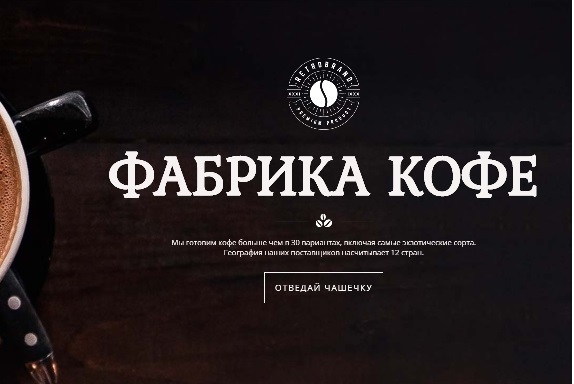 RETROBRAND
PREMIUM PRODUCT
ФАБРИКА КОФЕ
Мы готовим кофе больше чем в 30 вариантах, включая самые экзотические сорта.
География наших поставщиков насчитывает 12 стран.
ОТВЕДАЙ ЧАШЕЧКУ